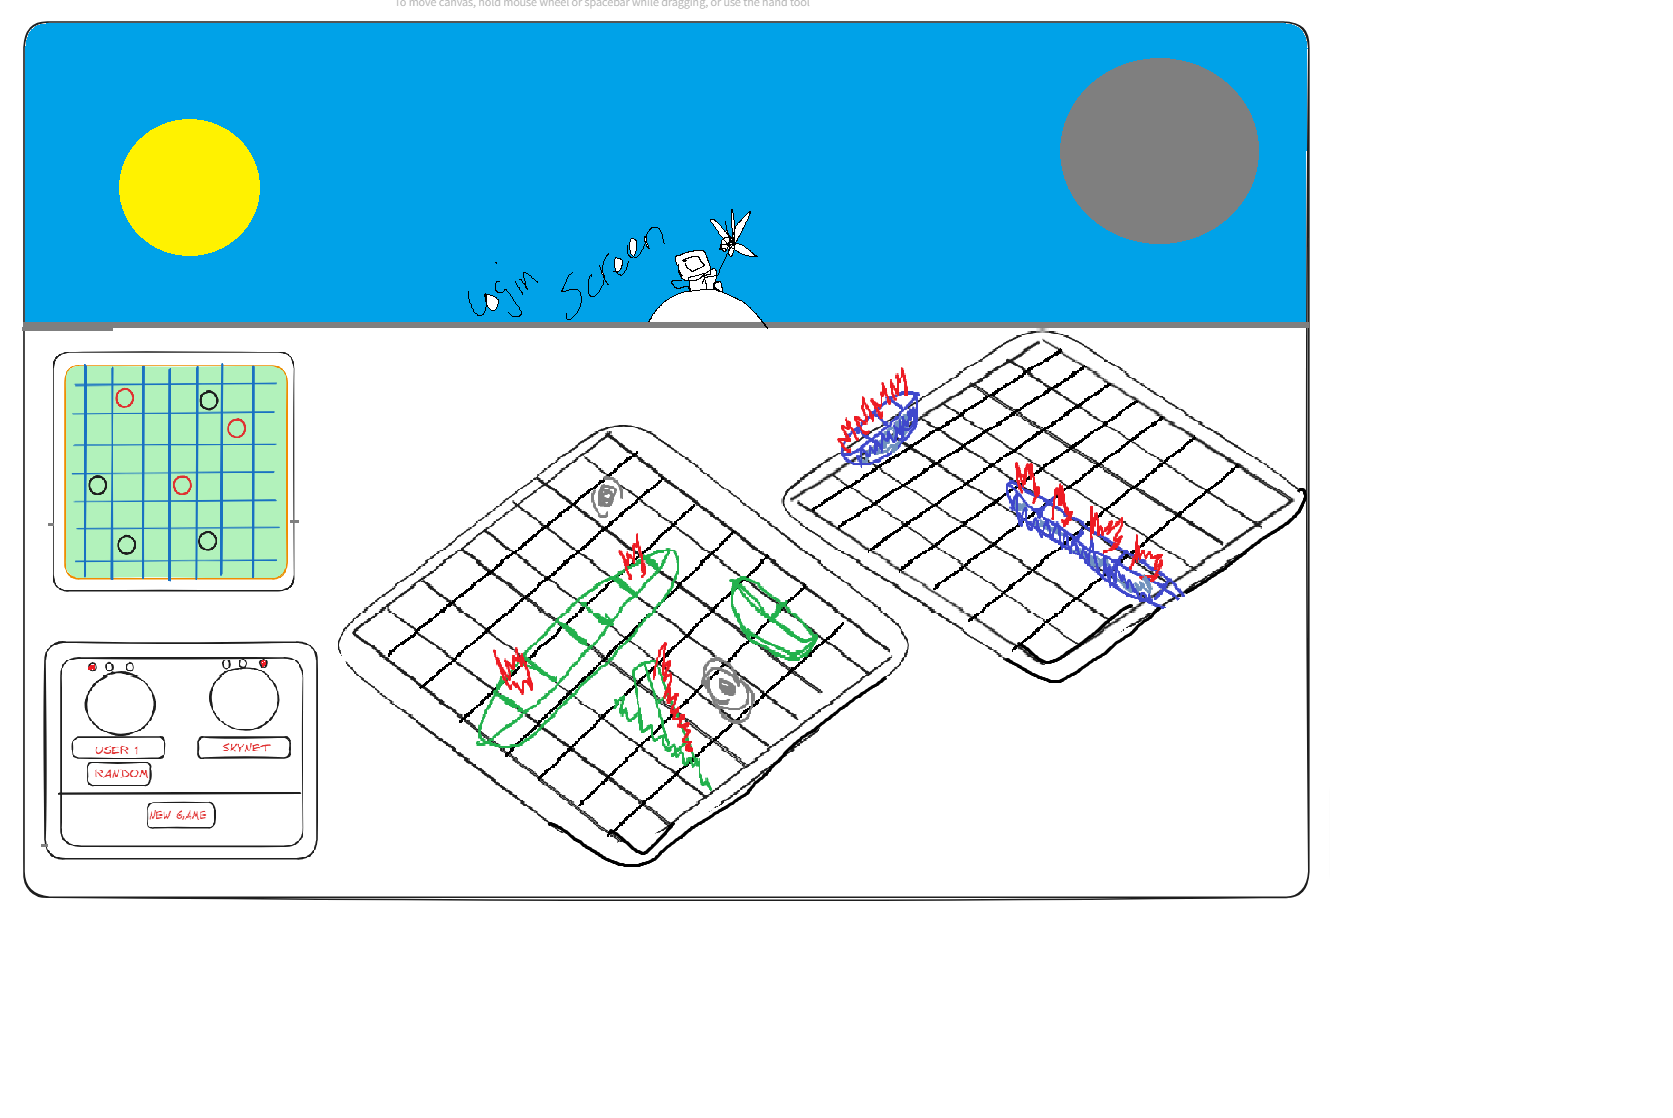 To move canvas, hold mouse wheel or spacebar while dragging, or use the hand tool
Login Screen
USER 1
SKYNET
RANDOM
NEW GAME